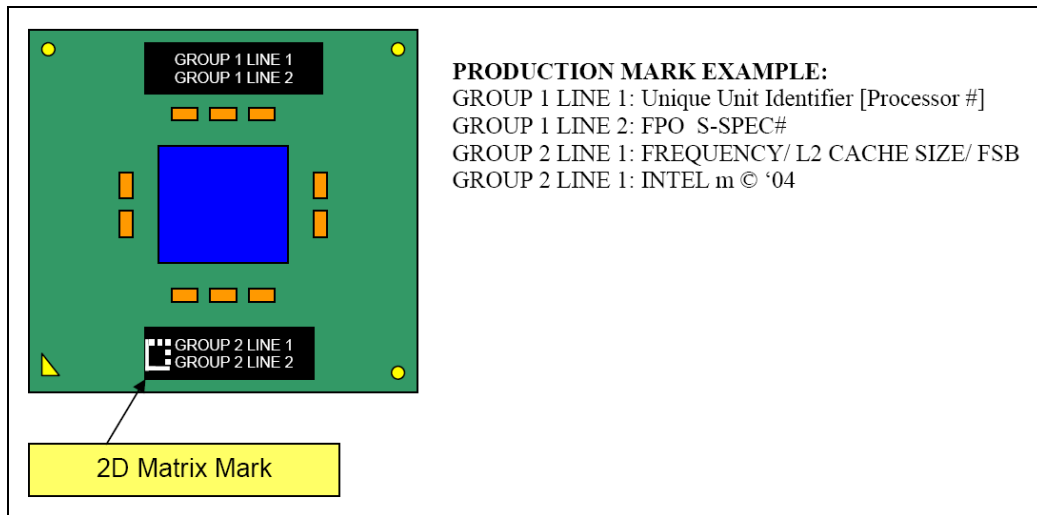 GROUP 1 LINE 1
GROUP 1 LINE 2
GROUP 2 LINE 1
GROUP 2 LINE 2
2D Matrix Mark
PRODUCTION MARK EXAMPLE:
GROUP 1 LINE 1: Unique Unit Identifier [Processor #]
GROUP 1 LINE 2: FPO S-SPEC#
GROUP 2 LINE 1: FREQUENCY/ L2 CACHE SIZE/ FSB
GROUP 2 LINE 1: INTEL m © ‘04